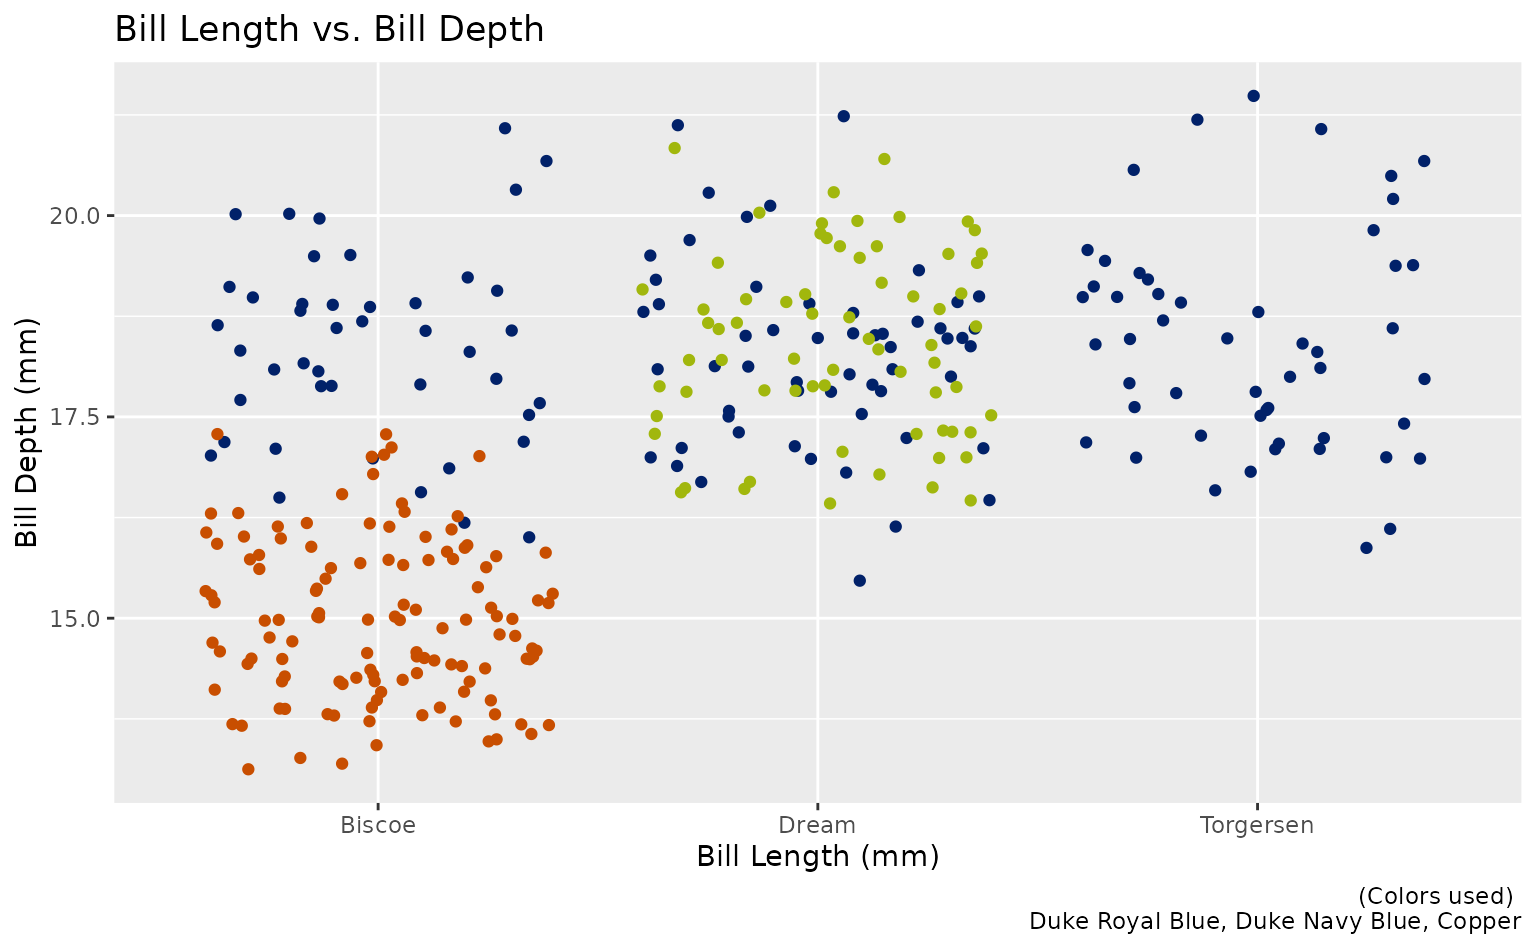 Bill Length vs. Bill Depth
Bill Depth (mm)
20.0
17.5
15.0
Biscoe
Dream
Torgersen
Bill Length (mm)
(Colors used)
Duke Royal Blue, Duke Navy Blue, Copper